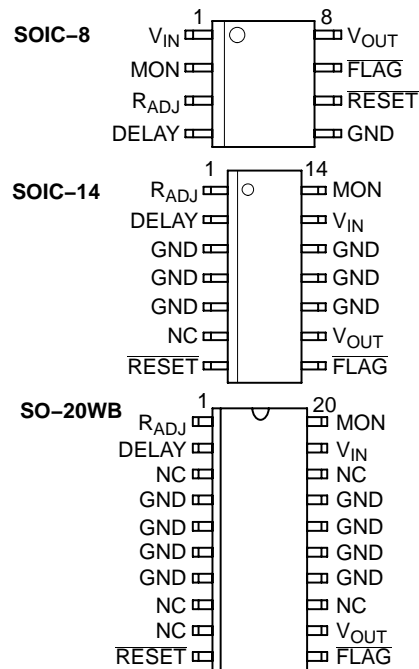 SOIC–8
1 8
VIN VOUT
MON FLAG
RADJ RESET
DELAY GND
SOIC–14
1 14
RADJ MON
DELAY VIN
GND GND
GND GND
GND GND
NC VOUT
RESET FLAG
SO–20WB
1 20
RADJ MON
DELAY VIN
NC NC
GND GND
GND GND
GND GND
GND GND
NC NC
NC VOUT
RESET FLAG